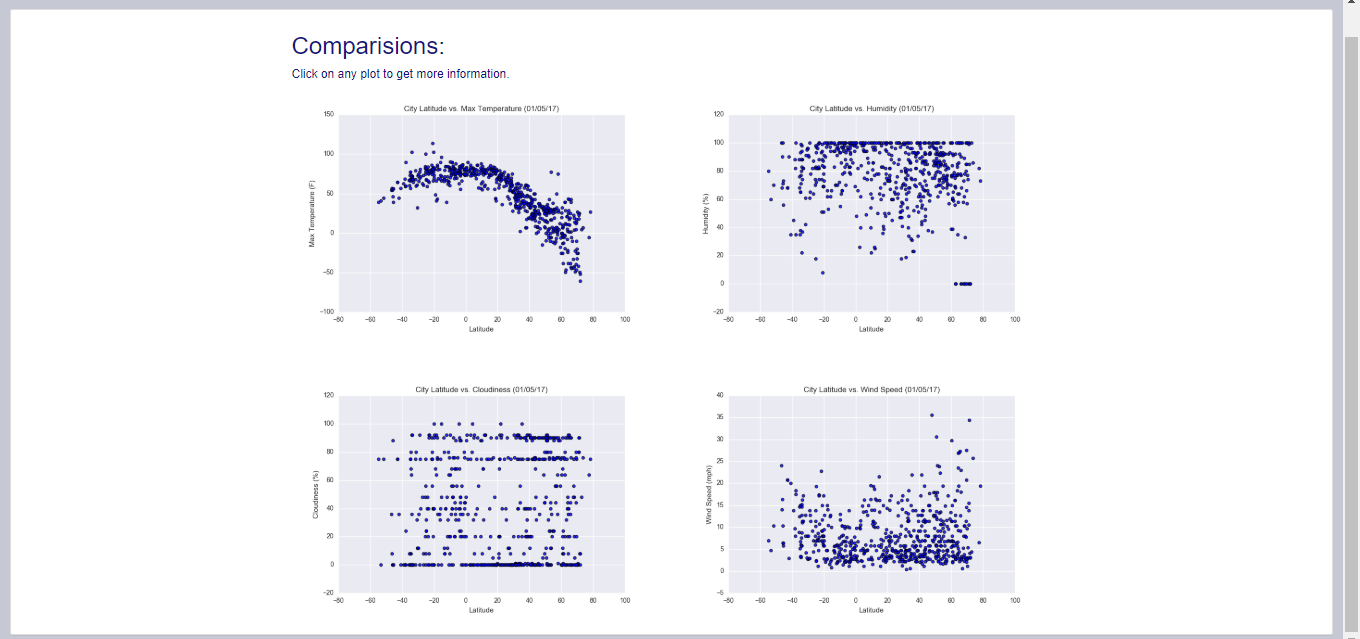 Comparisions:
Click on any plot to get more information.
City Latitude vs. Max Temperature (01/05/17)
150
100
50
0
−50
−100
−80 −60 −40 −20 0 20 40 60 80 100
Max Temperature (F)
Latitude
City Latitude vs. Humidity (01/05/17)
120
100
80
60
40
20
0
−20
−80 −60 −40 −20 0 20 40 60 80 100
Humidity (%)
Latitude
City Latitude vs. Cloudiness (01/05/17)
120
100
80
60
40
20
0
−20
−80 −60 −40 −20 0 20 40 60 80 100
Cloudiness (%)
Latitude
City Latitude vs. Wind Speed (01/05/17)
40
35
30
25
20
15
10
5
0
−5
−80 −60 −40 −20 0 20 40 60 80 100
Wind Speed (mph)
Latitude